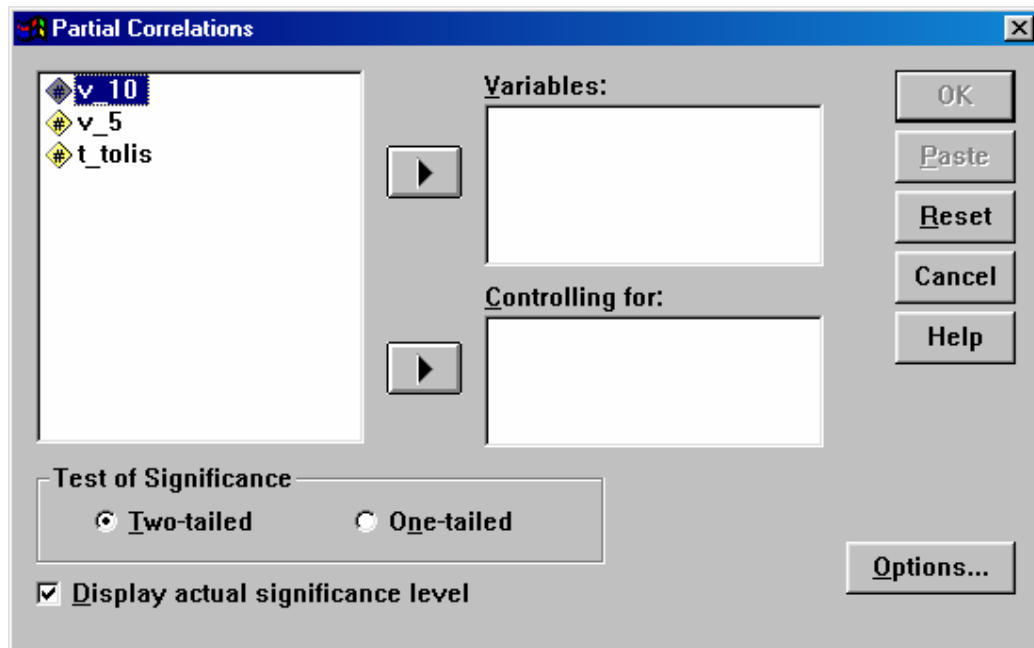 Partial Correlations
v_10
v_5
t_tolis
Variables:
Controlling for:
OK
Paste
Reset
Cancel
Help
Test of Significance
Two-tailed
One-tailed
Display actual significance level
Options...